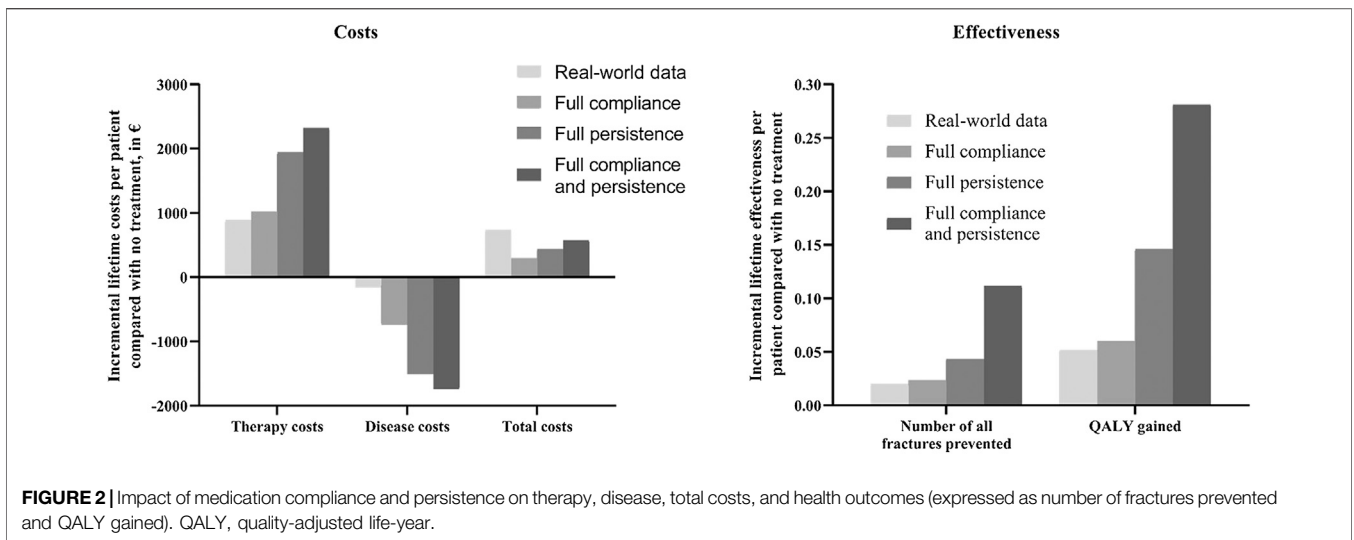 Costs
Incremental lifetime costs per patient
compared with no treatment, in €
3000
2000
1000
0
-1000
-2000
Real-world data
Full compliance
Full persistence
Full compliance
and persistence
Therapy costs
Disease costs
Total costs
Effectiveness
Incremental lifetime effectiveness per
patient compared with no treatment
0.30
0.25
0.20
0.15
0.10
0.05
0.00
Real-world data
Full compliance
Full persistence
Full compliance
and persistence
Number of all
fractures prevented
QALY gained
FIGURE 2 | Impact of medication compliance and persistence on therapy, disease, total costs, and health outcomes (expressed as number of fractures prevented
and QALY gained). QALY, quality-adjusted life-year.